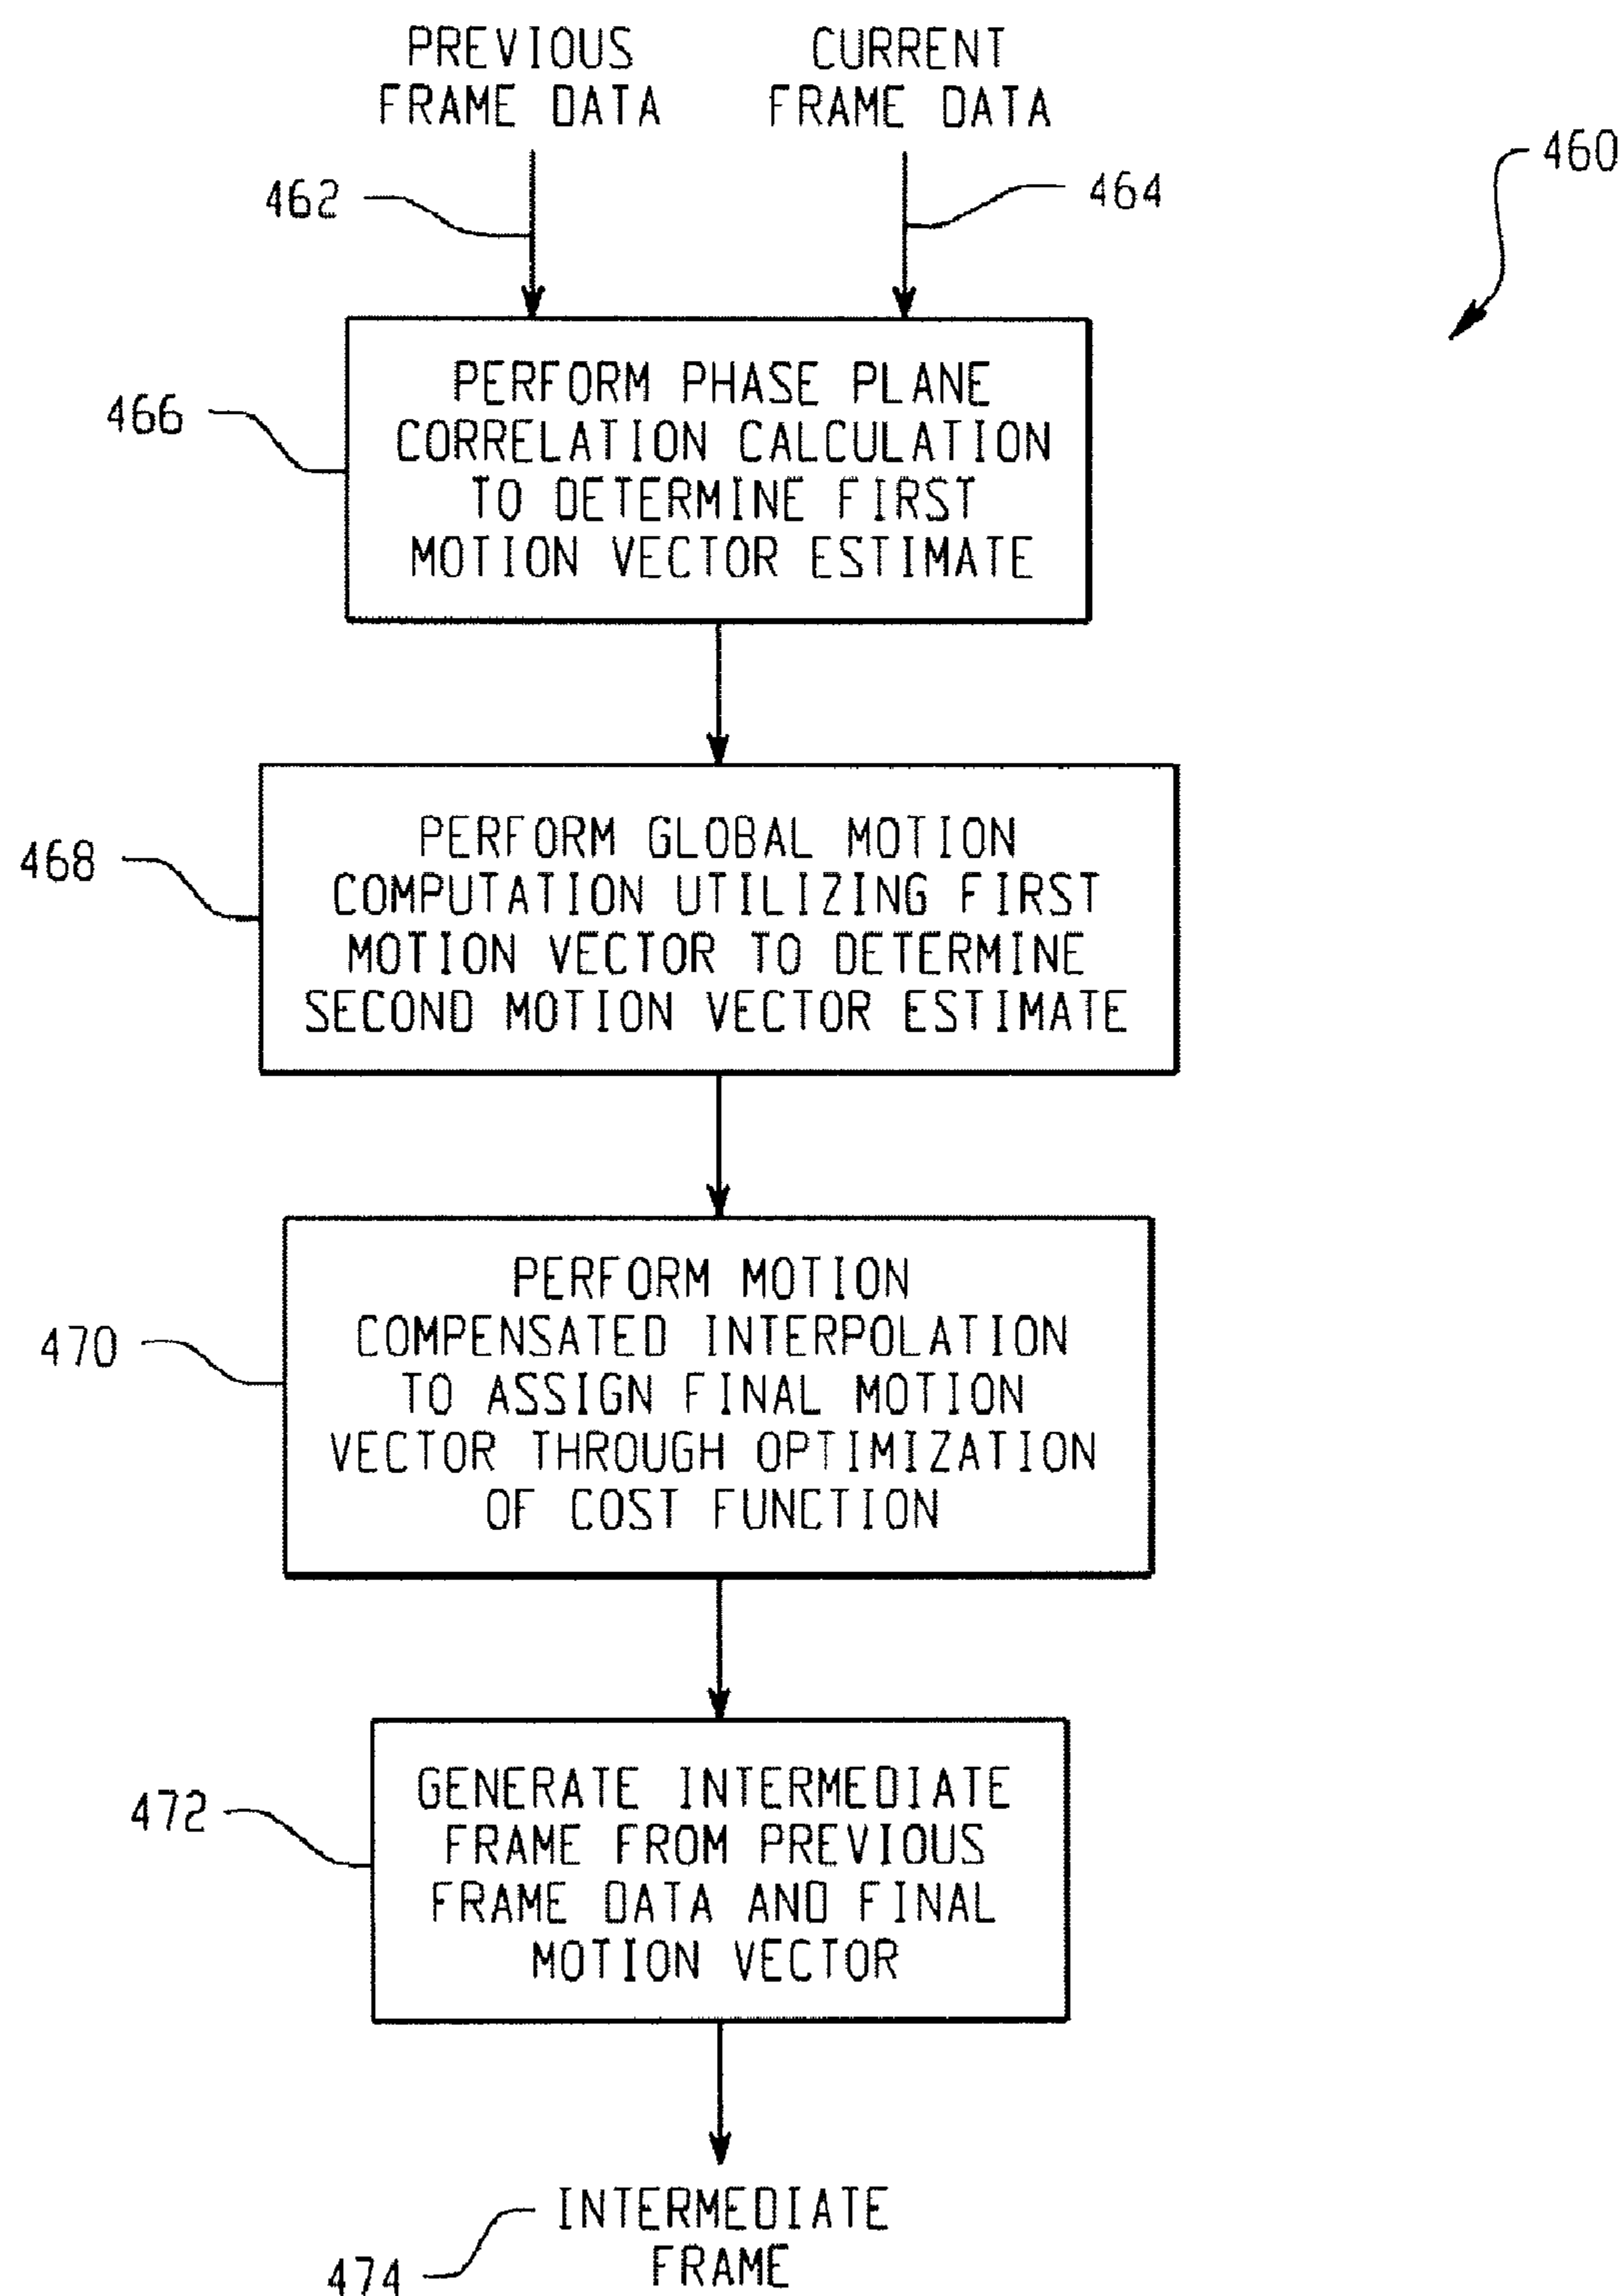 PREVIOUS
FRAME DATA
CURRENT
FRAME DATA
460
462
464
466
PERFORM PHASE PLANE
CORRELATION CALCULATION
TO DETERMINE FIRST
MOTION VECTOR ESTIMATE
468
PERFORM GLOBAL MOTION
COMPUTATION UTILIZING FIRST
MOTION VECTOR TO DETERMINE
SECOND MOTION VECTOR ESTIMATE
470
PERFORM MOTION
COMPENSATED INTERPOLATION
TO ASSIGN FINAL MOTION
VECTOR THROUGH OPTIMIZATION
OF COST FUNCTION
472
GENERATE INTERMEDIATE
FRAME FROM PREVIOUS
FRAME DATA AND FINAL
MOTION VECTOR
474
INTERMEDIATE
FRAME